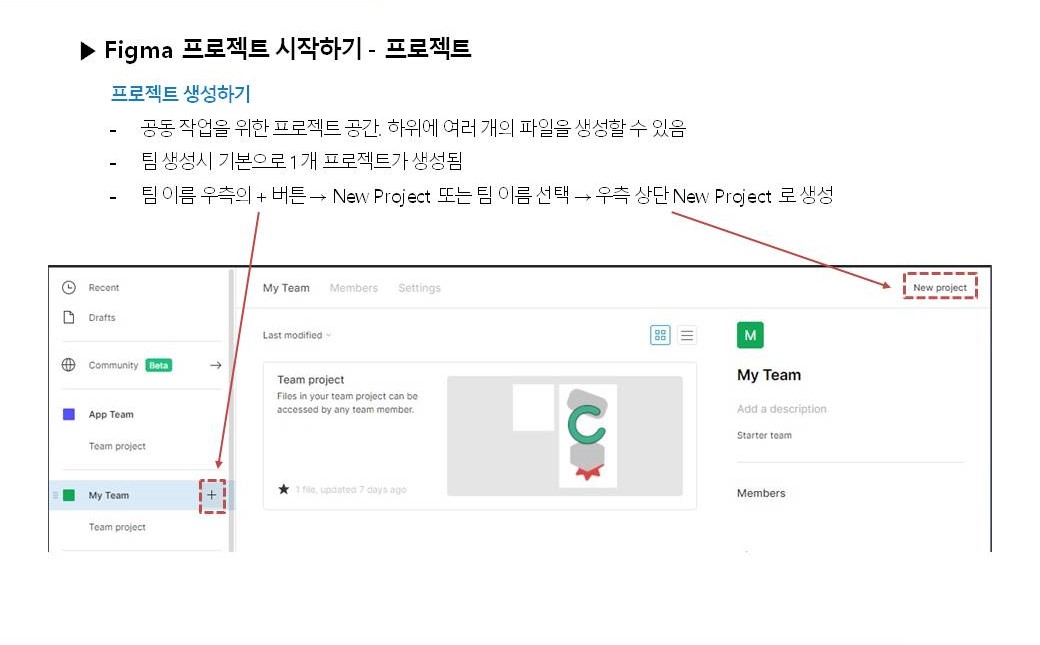 ▶ Figma 프로젝트 시작하기 - 프로젝트
프로젝트 생성하기
- 공동 작업을 위한 프로젝트 공간. 하위에 여러 개의 파일을 생성할 수 있음
- 팀 생성시 기본으로 1개 프로젝트가 생성됨
- 팀 이름 우측의 + 버튼 → New Project 또는 팀 이름 선택 → 우측 상단 New Project 로 생성
Recent
Drafts
Community Beta →
App Team
Team project
My Team +
Team project
My Team Members Settings
New project
Last modified
Team project
Files in your team project can be
accessed by any team member.
★ 1 file, updated 7 days ago
M
My Team
Add a description
Starter team
Members